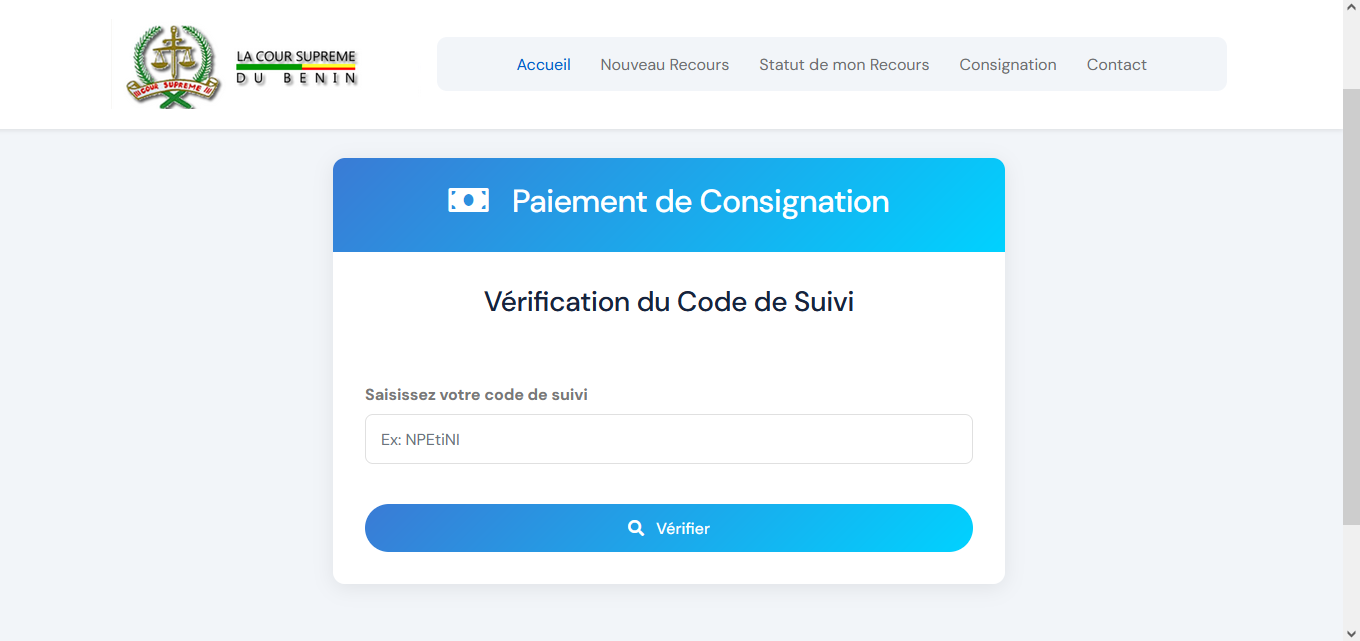 COUR SUPREME
LA COUR SUPREME
DU BENIN
Accueil
Nouveau Recours
Statut de mon Recours
Consignation
Contact
Paiement de Consignation
Vérification du Code de Suivi
Saisissez votre code de suivi
Ex: NPEtiNI
Vérifier